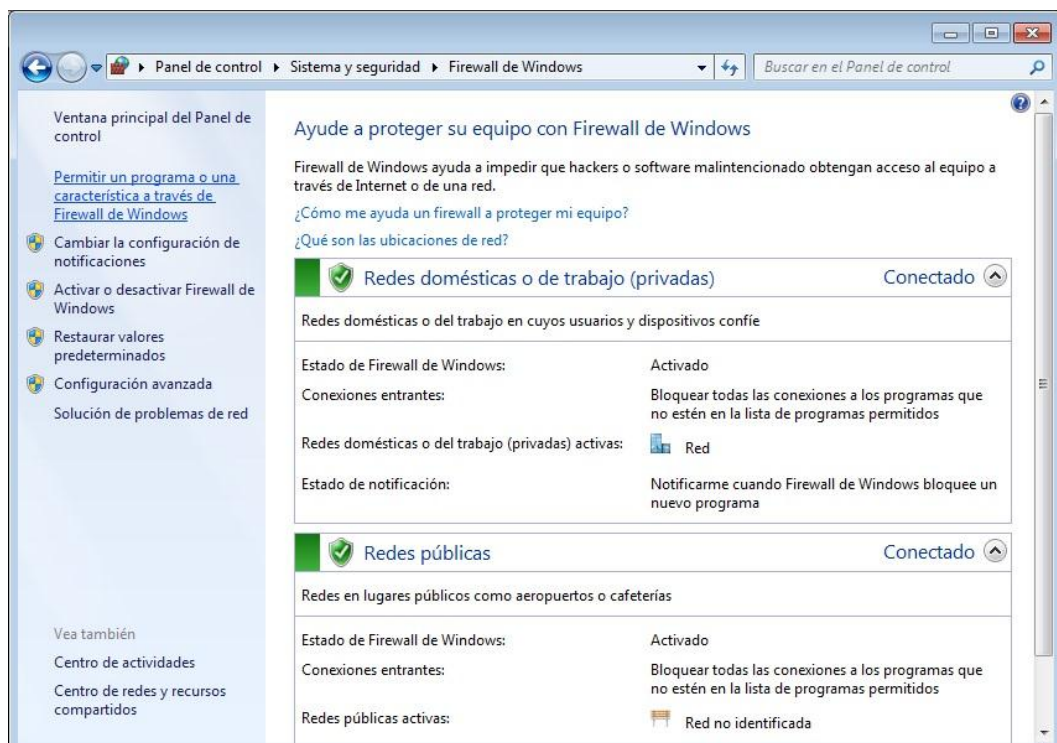 Panel de control ▸ Sistema y seguridad ▸ Firewall de Windows
Buscar en el Panel de control
Ventana principal del Panel de
control
Permitir un programa o una
característica a través de
Firewall de Windows
Cambiar la configuración de
notificaciones
Activar o desactivar Firewall de
Windows
Restaurar valores
predeterminados
Configuración avanzada
Solución de problemas de red
Vea también
Centro de actividades
Centro de redes y recursos
compartidos
Ayude a proteger su equipo con Firewall de Windows
Firewall de Windows ayuda a impedir que hackers o software malintencionado obtengan acceso al equipo a
través de Internet o de una red.
¿Cómo me ayuda un firewall a proteger mi equipo?
¿Qué son las ubicaciones de red?
Redes domésticas o de trabajo (privadas) Conectado
Redes domésticas o del trabajo en cuyos usuarios y dispositivos confíe
Estado de Firewall de Windows: Activado
Conexiones entrantes: Bloquear todas las conexiones a los programas que
no estén en la lista de programas permitidos
Redes domésticas o del trabajo (privadas) activas: Red
Estado de notificación: Notificarme cuando Firewall de Windows bloquee un
nuevo programa
Redes públicas Conectado
Redes en lugares públicos como aeropuertos o cafeterías
Estado de Firewall de Windows: Activado
Conexiones entrantes: Bloquear todas las conexiones a los programas que
no estén en la lista de programas permitidos
Redes públicas activas: Red no identificada